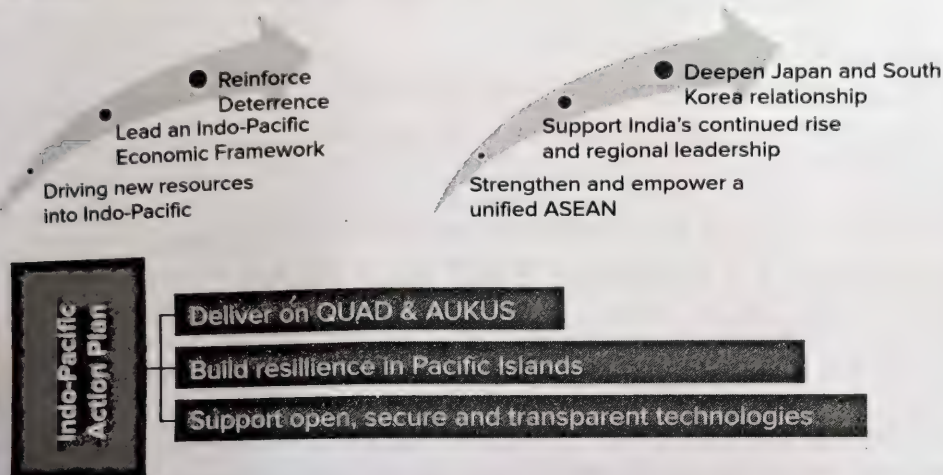 Reinforce
Deterrence
Lead an Indo-Pacific
Economic Framework
Driving new resources
into Indo-Pacific
Deepen Japan and South
Korea relationship
Support India's continued rise
and regional leadership
Strengthen and empower a
unified ASEAN
Indo-Pacific
Action Plan
Deliver on QUAD & AUKUS
Build resillience in Pacific Islands
Support open, secure and transparent technologies